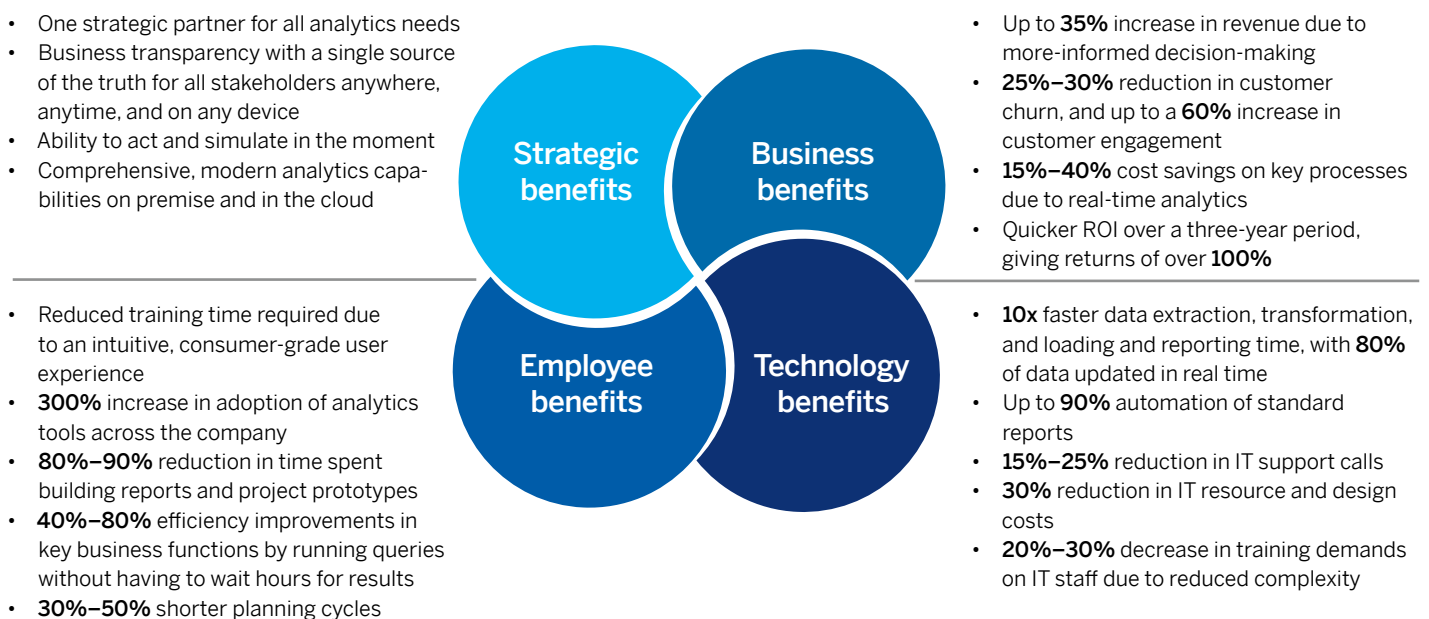 • One strategic partner for all analytics needs
• Business transparency with a single source
of the truth for all stakeholders anywhere,
anytime, and on any device
• Ability to act and simulate in the moment
• Comprehensive, modern analytics capa-
bilities on premise and in the cloud
Strategic
benefits
Business
benefits
• Up to 35% increase in revenue due to
more-informed decision-making
• 25%–30% reduction in customer
churn, and up to a 60% increase in
customer engagement
• 15%–40% cost savings on key processes
due to real-time analytics
• Quicker ROI over a three-year period,
giving returns of over 100%
• Reduced training time required due
to an intuitive, consumer-grade user
experience
• 300% increase in adoption of analytics
tools across the company
• 80%–90% reduction in time spent
building reports and project prototypes
• 40%–80% efficiency improvements in
key business functions by running queries
without having to wait hours for results
• 30%–50% shorter planning cycles
Employee
benefits
Technology
benefits
• 10x faster data extraction, transformation,
and loading and reporting time, with 80%
of data updated in real time
• Up to 90% automation of standard
reports
• 15%–25% reduction in IT support calls
• 30% reduction in IT resource and design
costs
• 20%–30% decrease in training demands
on IT staff due to reduced complexity